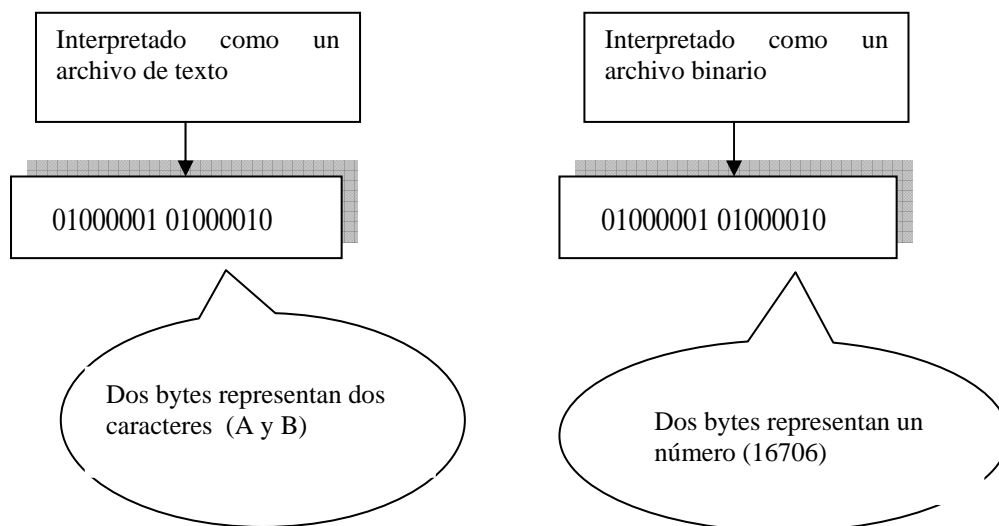 Interpretado como un
archivo de texto
01000001 01000010
Dos bytes representan dos
caracteres (A y B)
Interpretado como un
archivo binario
01000001 01000010
Dos bytes representan un
número (16706)